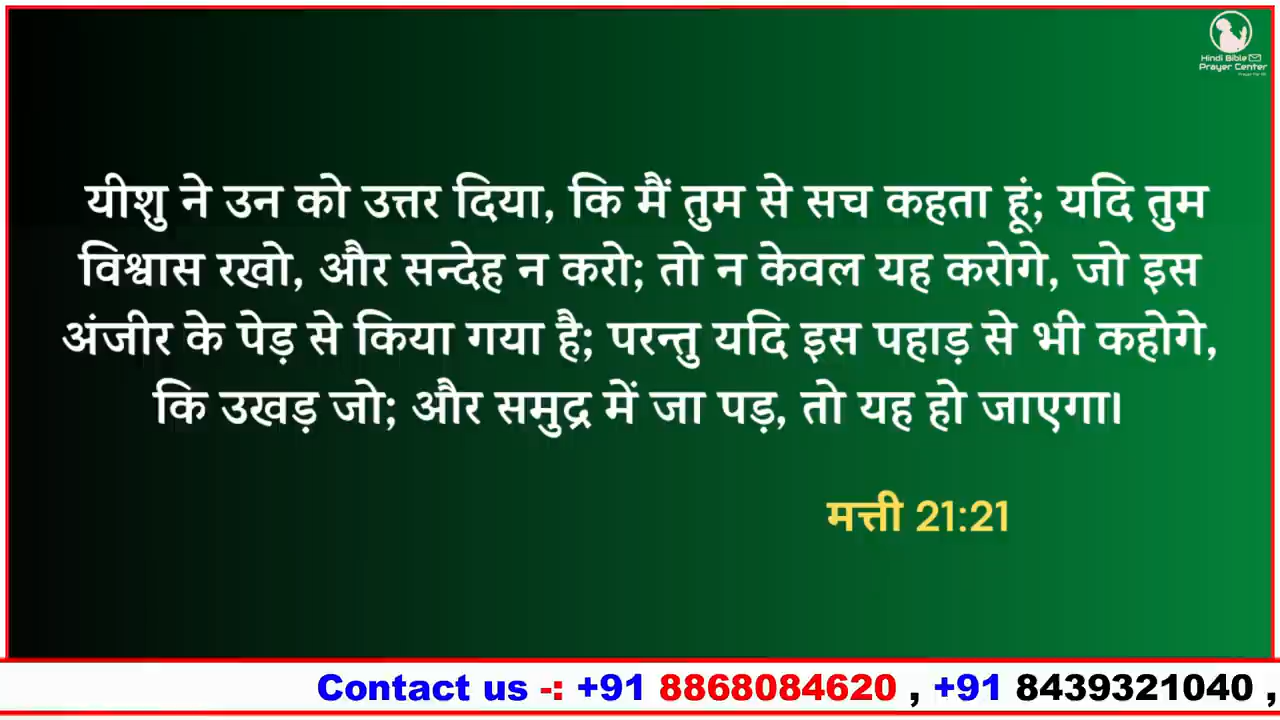 Hindi Bible
Prayer Center
यीशु ने उन को उत्तर दिया, कि मैं तुम से सच कहता हूं; यदि तुम
विश्वास रखो, और सन्देह न करो; तो न केवल यह करोगे, जो इस
अंजीर के पेड़ से किया गया है; परन्तु यदि इस पहाड़ से भी कहोगे,
कि उखड़ जो; और समुद्र में जा पड़, तो यह हो जाएगा।
मत्ती 21:21
Contact us -: +91 8868084620 , +91 8439321040 ,